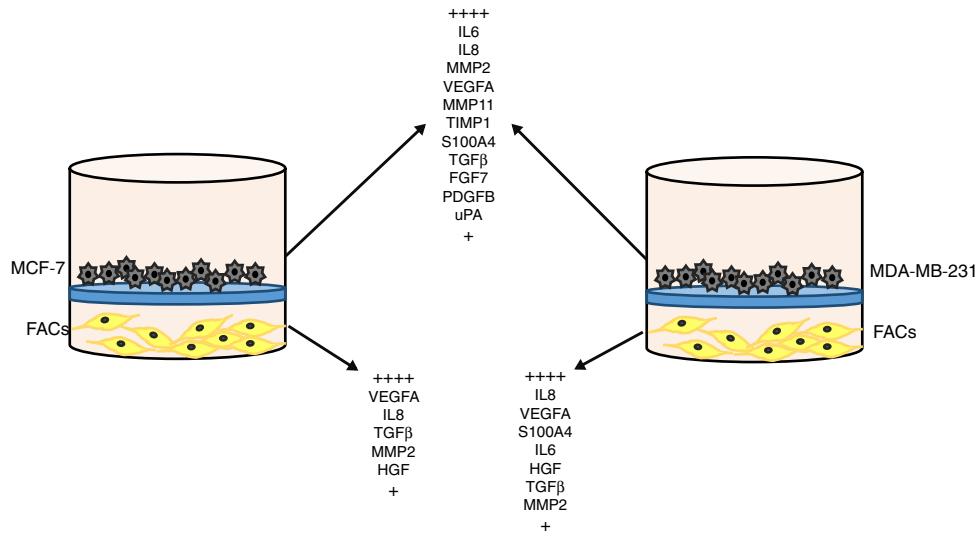 ++++
IL6
IL8
MMP2
VEGFA
MMP11
TIMP1
S100A4
TGFβ
FGF7
PDGFB
uPA
+
MCF-7
FACs
MDA-MB-231
FACs
++++
VEGFA
IL8
TGFβ
MMP2
HGF
+
++++
IL8
VEGFA
S100A4
IL6
HGF
TGFβ
MMP2
+